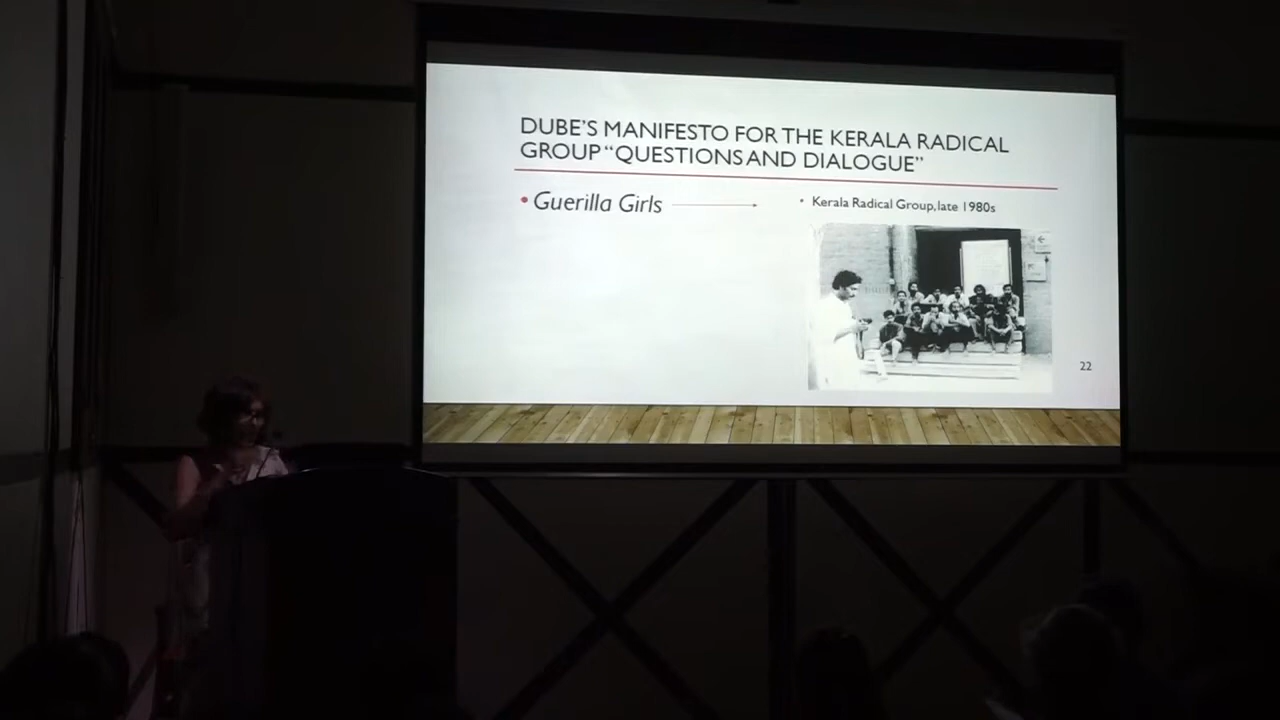 DUBE'S MANIFESTO FOR THE KERALA RADICAL
GROUP “QUESTIONS AND DIALOGUE”
• Guerilla Girls
• Kerala Radical Group, late 1980s
22